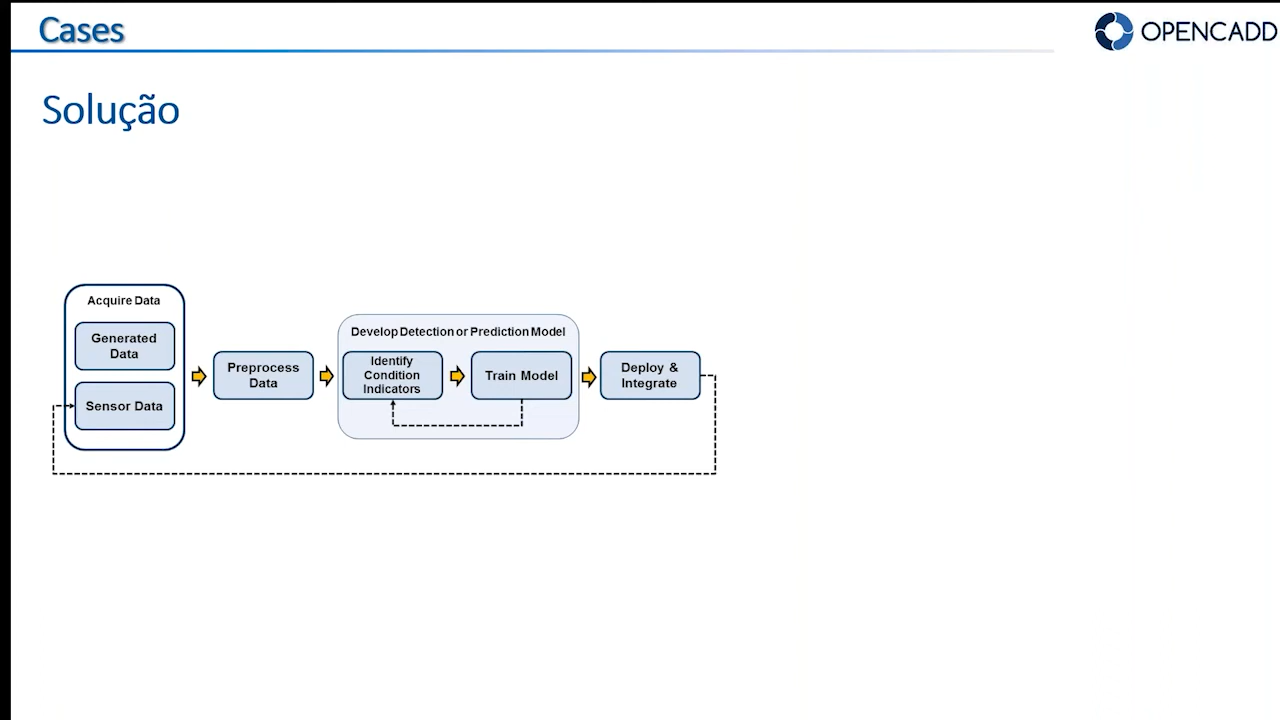 Cases
OPENCADD
Solução
Acquire Data
Generated
Data
Sensor Data
Preprocess
Data
Develop Detection or Prediction Model
Identify
Condition
Indicators
Train Model
Deploy &
Integrate